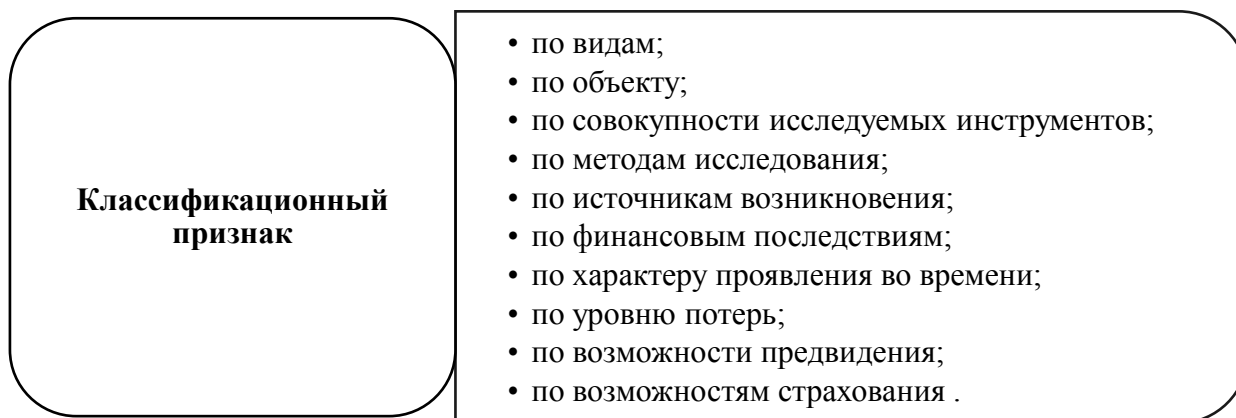 Классификационный
признак
• по видам;
• по объекту;
• по совокупности исследуемых инструментов;
• по методам исследования;
• по источникам возникновения;
• по финансовым последствиям;
• по характеру проявления во времени;
• по уровню потерь;
• по возможности предвидения;
• по возможностям страхования .